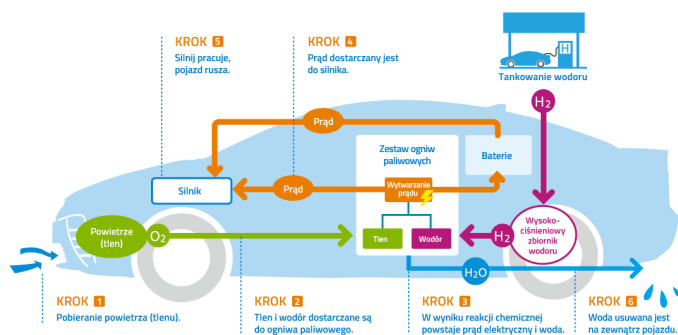 KROK 5
Silnij pracuje,
pojazd rusza.
KROK 4
Prąd dostarczany jest
do silnika.
H
Tankowanie wodoru
H₂
Prąd
Zestaw ogniw
paliwowych
Baterie
Silnik
Prąd
Wytwarzanie
prądu
Powietrze
(tlen)
O₂
Tlen
Wodór
H₂
Wysoko-
ciśnieniowy
zbiornik
wodoru
H₂O
KROK 1
Pobieranie powietrza (tlenu).
KROK 2
Tlen i wodór dostarczane są
do ogniwa paliwowego.
KROK 3
W wyniku reakcji chemicznej
powstaje prąd elektryczny i woda.
KROK 6
Woda usuwana jest
na zewnątrz pojazdu.